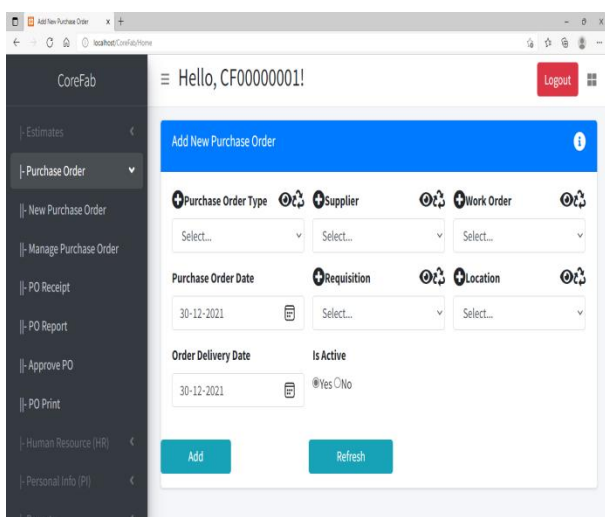 Add New Purchase Order
localhost/CoreFab/Home
CoreFab
Hello, CF00000001!
Logout
|- Estimates
Add New Purchase Order
|- Purchase Order
Purchase Order Type Supplier Work Order
||- New Purchase Order
Select... Select... Select...
||- Manage Purchase Order
Purchase Order Date Requisition Location
||- PO Receipt
30-12-2021 Select... Select...
||- PO Report
Order Delivery Date Is Active
||- Approve PO
30-12-2021 Yes No
||- PO Print
|- Human Resource (HR)
Add Refresh
|- Personal Info (PI)